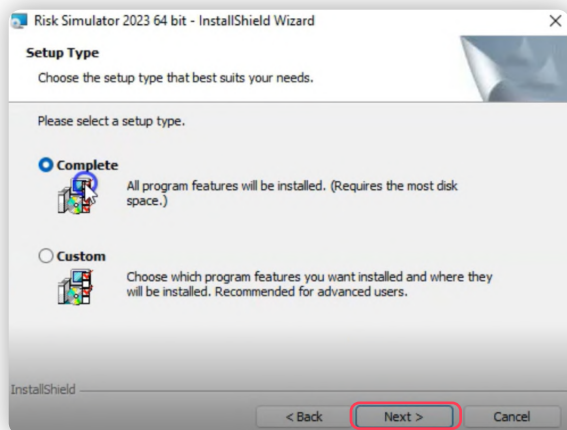 Risk Simulator 2023 64 bit - InstallShield Wizard
Setup Type
Choose the setup type that best suits your needs.
Please select a setup type.
Complete
All program features will be installed. (Requires the most disk
space.)
Custom
Choose which program features you want installed and where they
will be installed. Recommended for advanced users.
InstallShield
< Back Next > Cancel